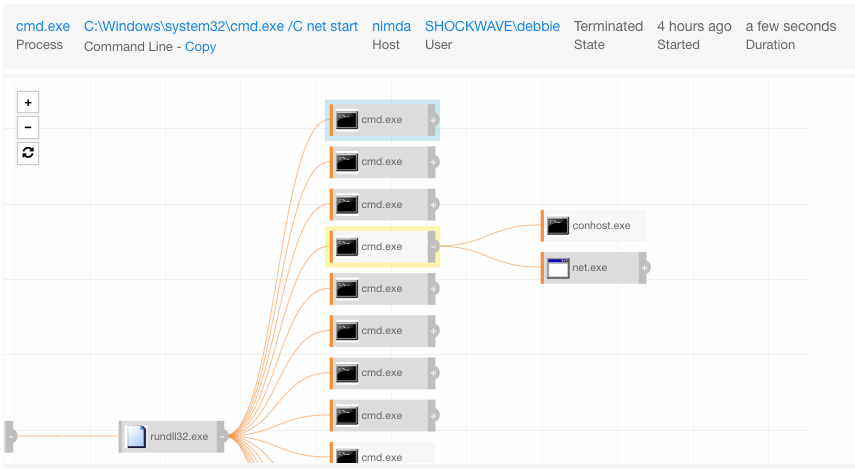 cmd.exe C:\Windows\system32\cmd.exe /C net start nimda SHOCKWAVE\debbie Terminated 4 hours ago a few seconds
Process Command Line - Copy Host User State Started Duration
+
−
cmd.exe +
cmd.exe +
cmd.exe +
cmd.exe -
conhost.exe
net.exe +
cmd.exe +
cmd.exe +
cmd.exe +
cmd.exe +
- rundll32.exe -
cmd.exe